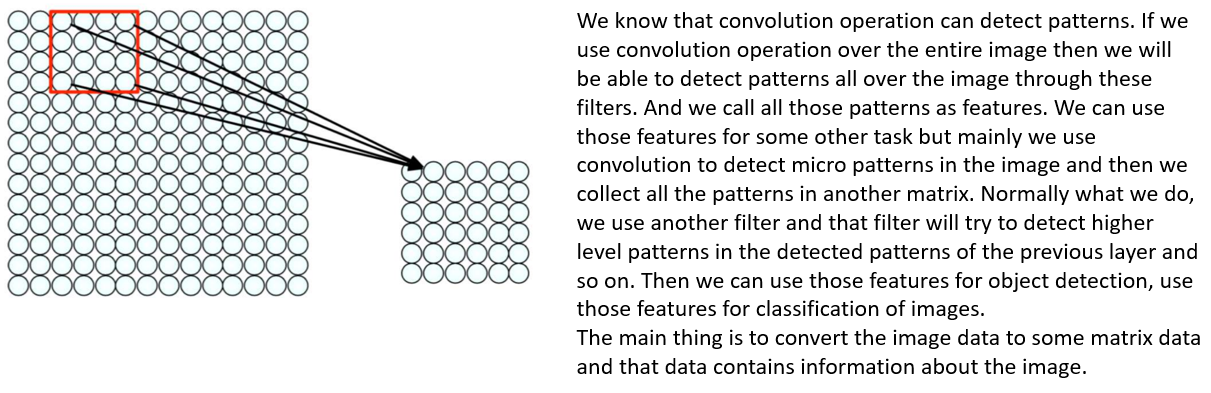 We know that convolution operation can detect patterns. If we
use convolution operation over the entire image then we will
be able to detect patterns all over the image through these
filters. And we call all those patterns as features. We can use
those features for some other task but mainly we use
convolution to detect micro patterns in the image and then we
collect all the patterns in another matrix. Normally what we do,
we use another filter and that filter will try to detect higher
level patterns in the detected patterns of the previous layer and
so on. Then we can use those features for object detection, use
those features for classification of images.
The main thing is to convert the image data to some matrix data
and that data contains information about the image.